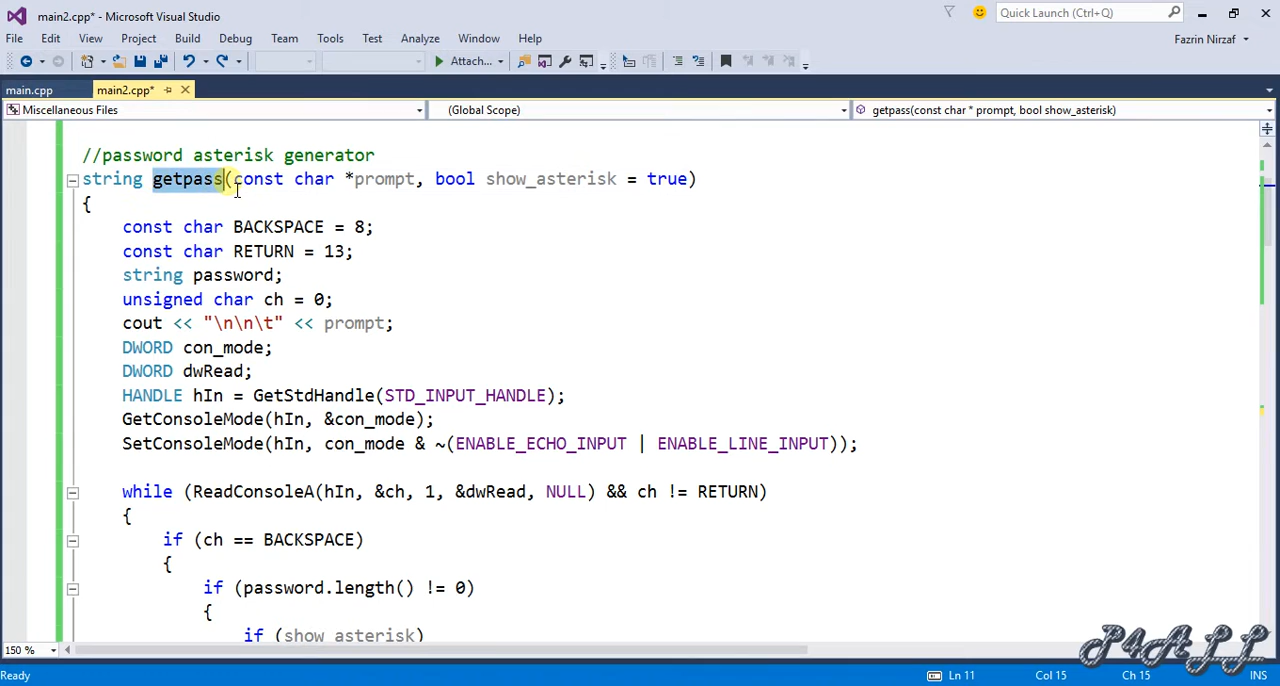 main2.cpp* - Microsoft Visual Studio
Quick Launch (Ctrl+Q)
File Edit View Project Build Debug Team Tools Test Analyze Window Help
Fazrin Nirzaf
Attach...
main.cpp main2.cpp*
Miscellaneous Files (Global Scope) getpass(const char * prompt, bool show_asterisk)
//password asterisk generator
string getpass(const char *prompt, bool show_asterisk = true)
{
const char BACKSPACE = 8;
const char RETURN = 13;
string password;
unsigned char ch = 0;
cout << "\n\n\t" << prompt;
DWORD con_mode;
DWORD dwRead;
HANDLE hIn = GetStdHandle(STD_INPUT_HANDLE);
GetConsoleMode(hIn, &con_mode);
SetConsoleMode(hIn, con_mode & ~(ENABLE_ECHO_INPUT | ENABLE_LINE_INPUT));
while (ReadConsoleA(hIn, &ch, 1, &dwRead, NULL) && ch != RETURN)
{
if (ch == BACKSPACE)
{
if (password.length() != 0)
{
if (show_asterisk)
150 %
P4ALL
Ready Ln 11 Col 15 Ch 15 INS